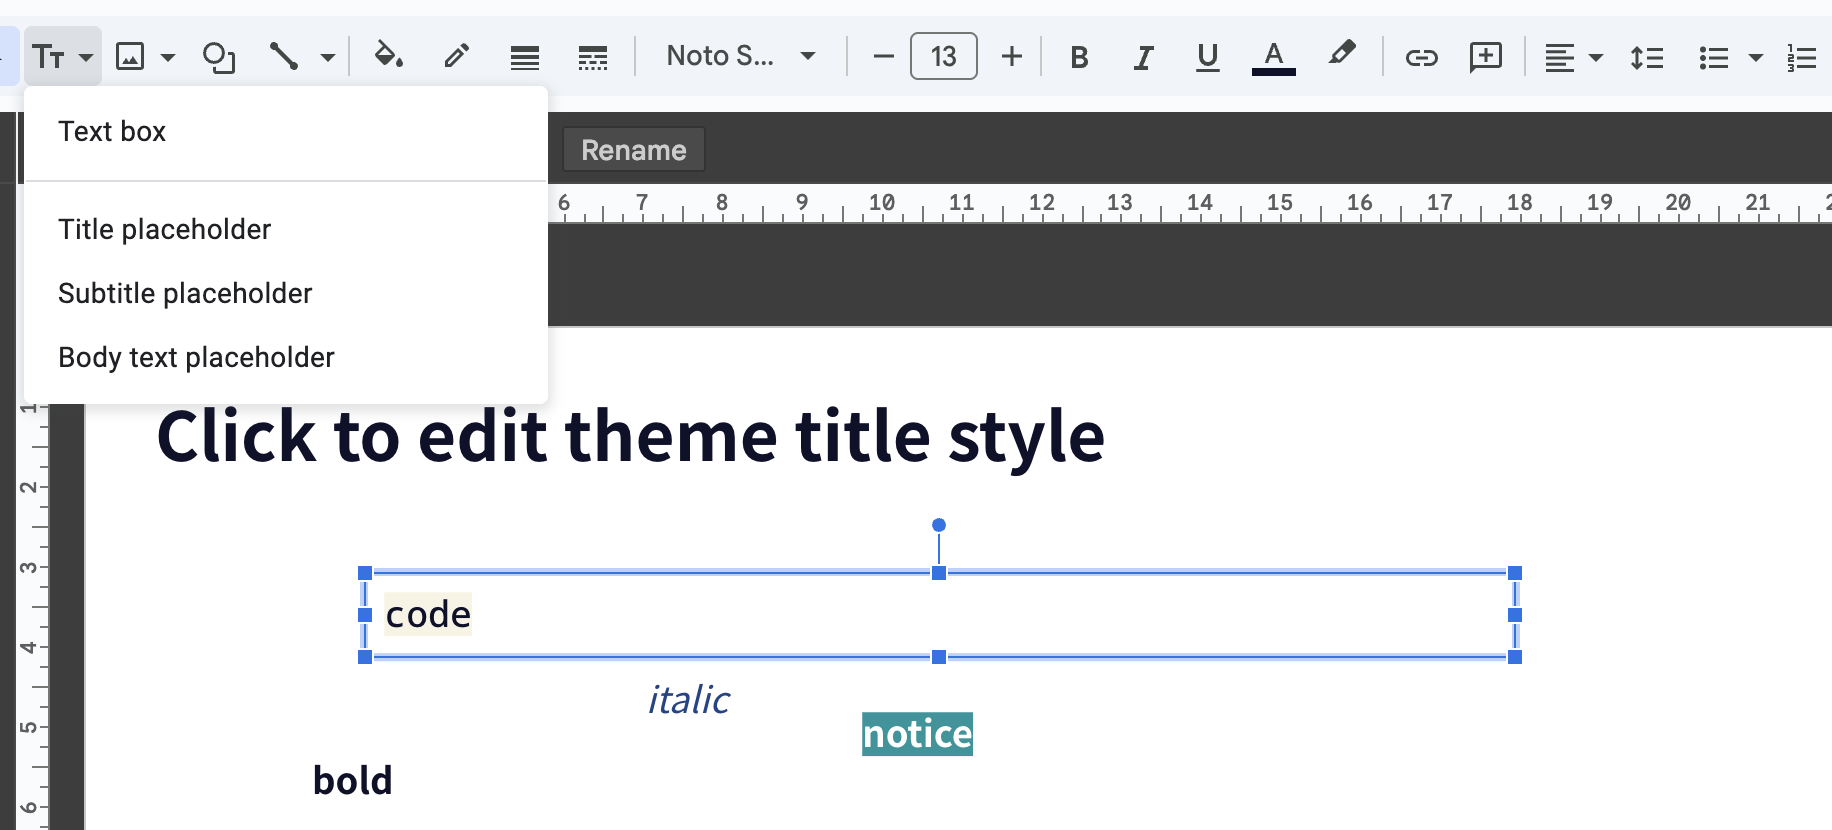 Noto S...
13
B
I
U
A
Text box
Title placeholder
Subtitle placeholder
Body text placeholder
Rename
6 7 8 9 10 11 12 13 14 15 16 17 18 19 20 21
Click to edit theme title style
code
italic
notice
bold
1
2
3
4
5
6